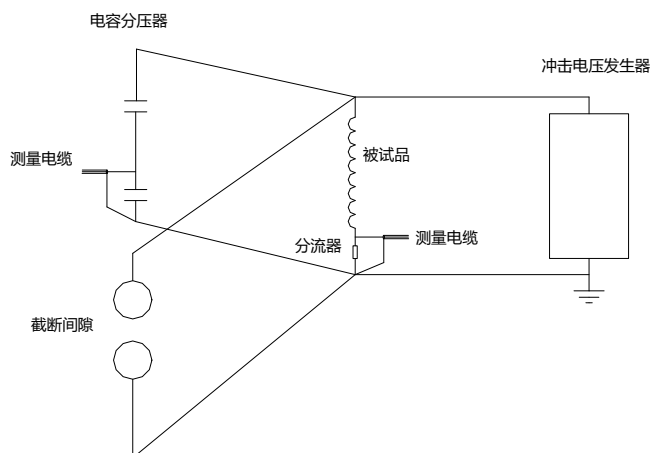 电容分压器
冲击电压发生器
测量电缆
被试品
分流器
测量电缆
截断间隙